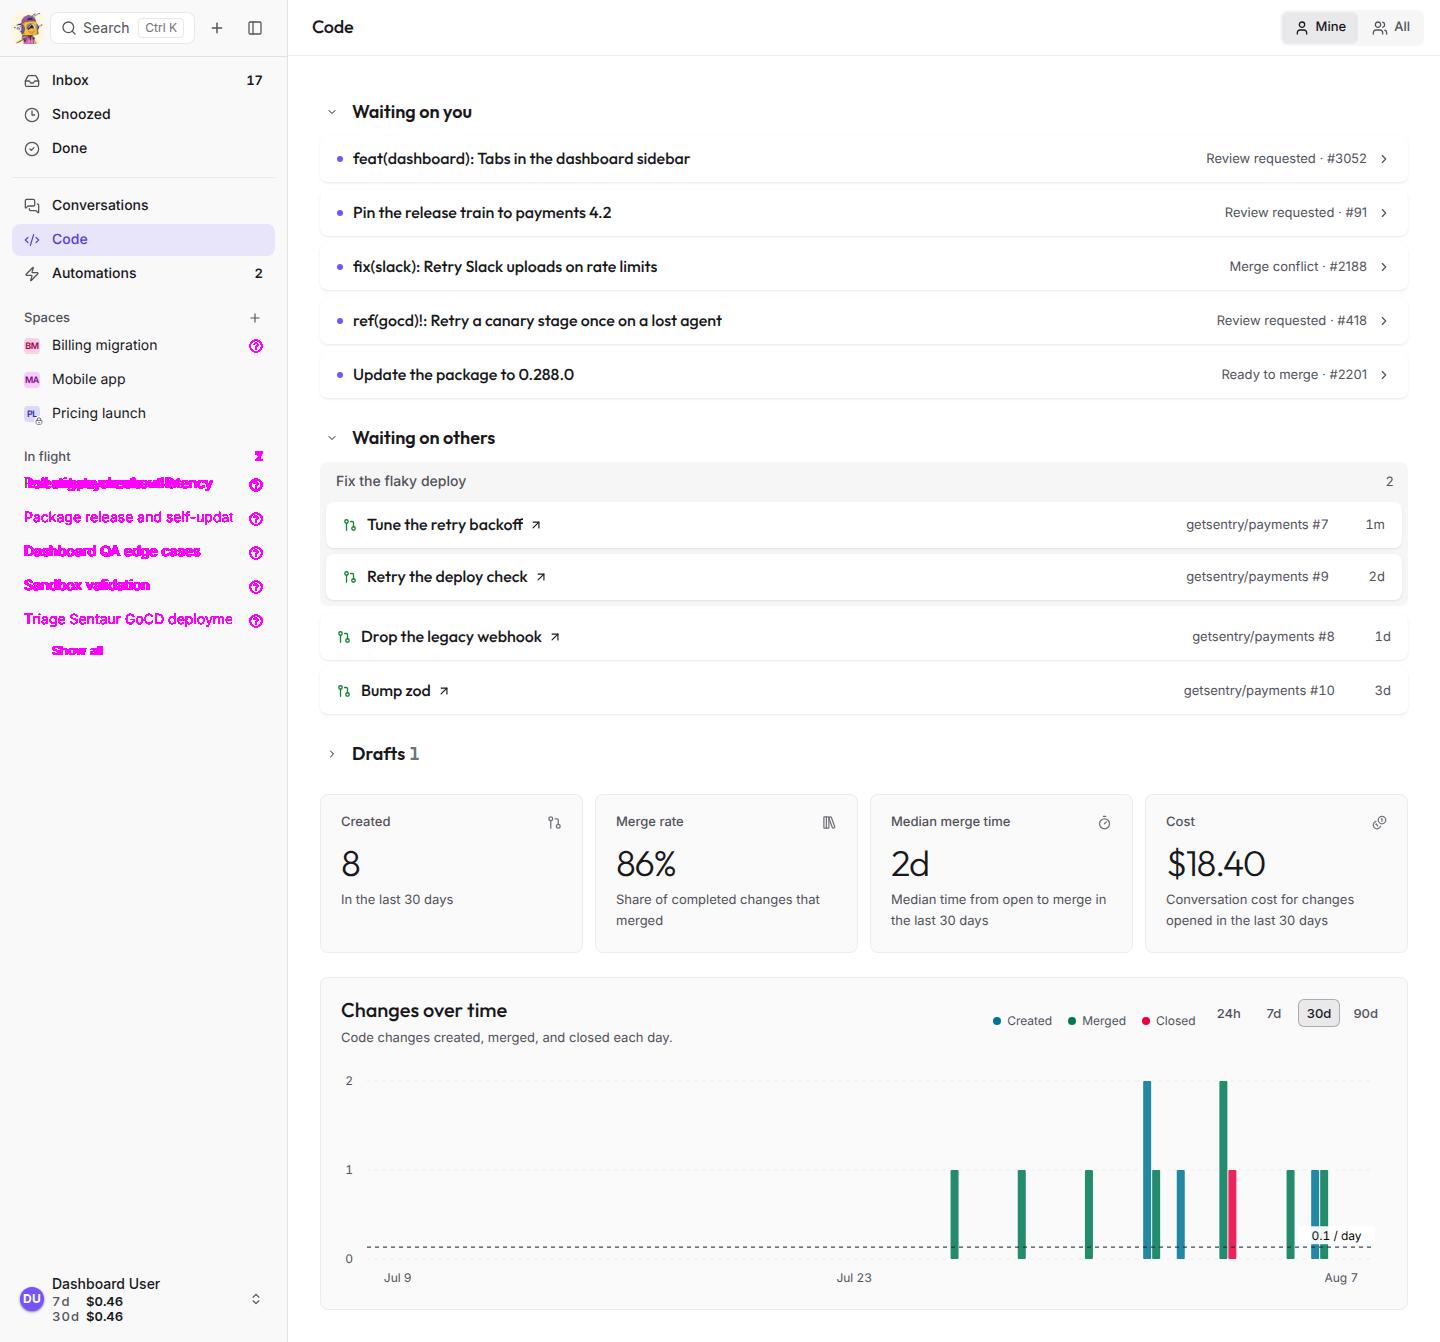 Search Ctrl K
Inbox 17
Snoozed
Done
Conversations
Code
Automations 2
Spaces
BM Billing migration
MA Mobile app
PL Pricing launch
In flight
Package release and self-updat
Dashboard QA edge cases
Sandbox validation
Triage Sentaur GoCD deployme
Show all
DU Dashboard User
7d $0.46
30d $0.46
Code
Mine All
Waiting on you
feat(dashboard): Tabs in the dashboard sidebar Review requested · #3052
Pin the release train to payments 4.2 Review requested · #91
fix(slack): Retry Slack uploads on rate limits Merge conflict · #2188
ref(gocd)!: Retry a canary stage once on a lost agent Review requested · #418
Update the package to 0.288.0 Ready to merge · #2201
Waiting on others
Fix the flaky deploy 2
Tune the retry backoff getsentry/payments #7 1m
Retry the deploy check getsentry/payments #9 2d
Drop the legacy webhook getsentry/payments #8 1d
Bump zod getsentry/payments #10 3d
Drafts 1
Created
8
In the last 30 days
Merge rate
86%
Share of completed changes that
merged
Median merge time
2d
Median time from open to merge in
the last 30 days
Cost
$18.40
Conversation cost for changes
opened in the last 30 days
Changes over time
Code changes created, merged, and closed each day.
Created Merged Closed 24h 7d 30d 90d
2
1
0
0.1 / day
Jul 9 Jul 23 Aug 7